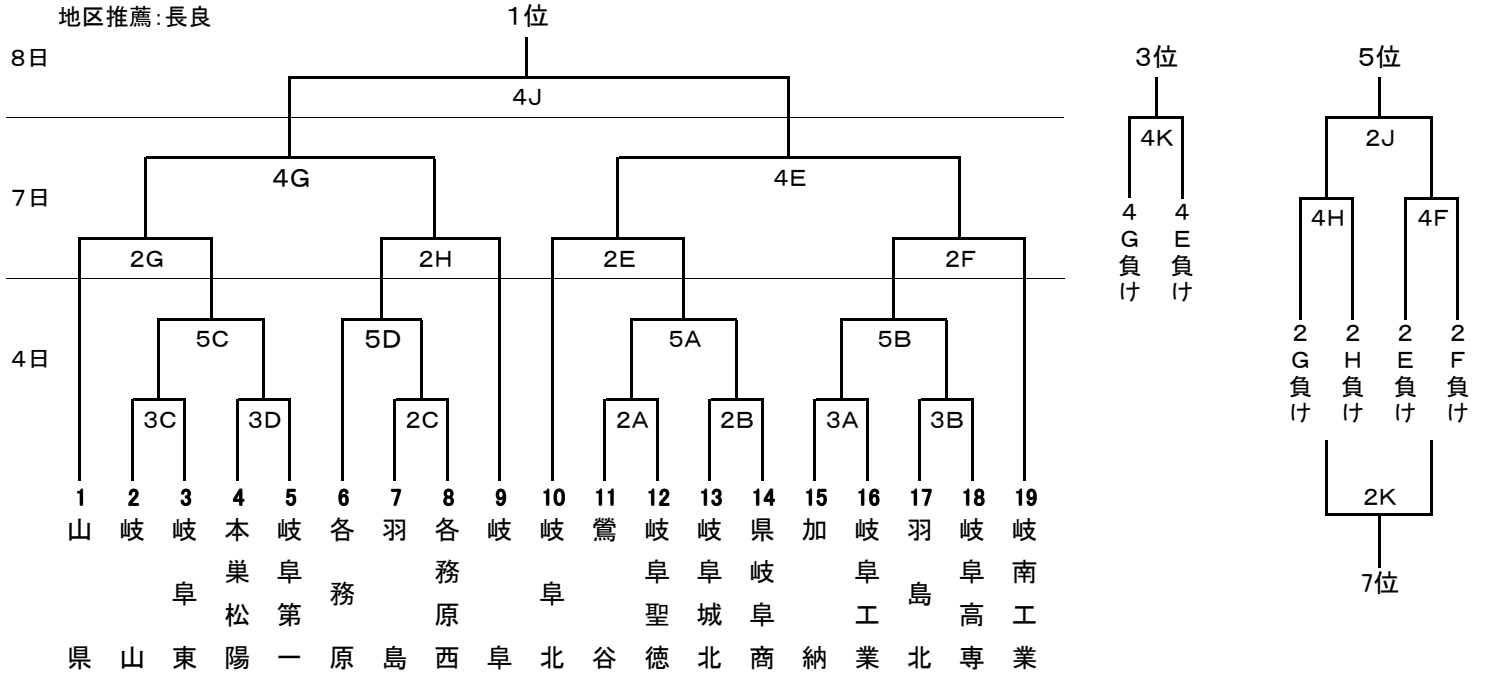 地区推薦：長良
1位
8日
4J
3位
5位
4K
2J
4G
4E
7日
4G負け
4E負け
4H
4F
2G
2H
2E
2F
5C
5D
5A
5B
4日
2G負け
2H負け
2E負け
2F負け
3C
3D
2C
2A
2B
3A
3B
2K
7位
1 山県
2 岐山
3 岐阜東
4 本巣松陽
5 岐阜第一
6 各務原
7 羽島
8 各務原西
9 岐阜
10 岐阜北
11 鶯谷
12 岐阜聖徳
13 岐阜城北
14 県岐阜商
15 加納
16 岐阜工業
17 羽島北
18 岐阜高専
19 岐南工業